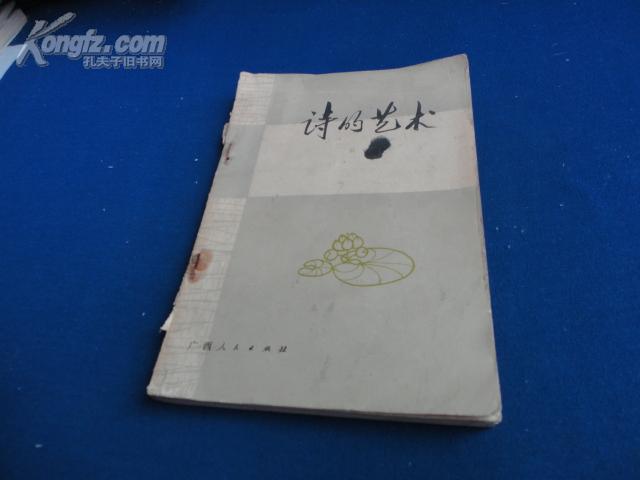 Kongfz.com
孔夫子旧书网
诗的艺术
广西人民出版社